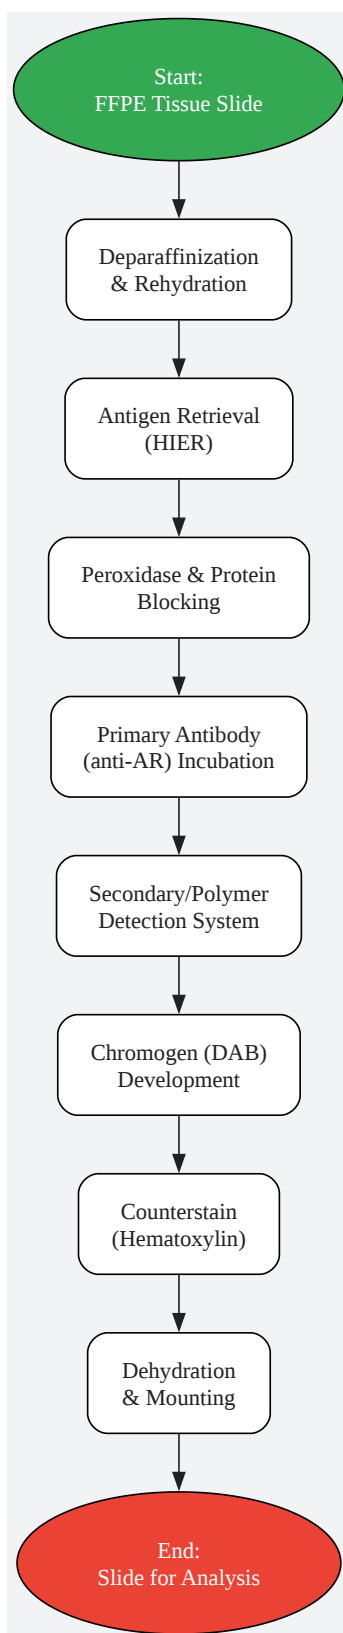 Start:
FFPE Tissue Slide
Deparaffinization
& Rehydration
Antigen Retrieval
(HIER)
Peroxidase & Protein
Blocking
Primary Antibody
(anti-AR) Incubation
Secondary/Polymer
Detection System
Chromogen (DAB)
Development
Counterstain
(Hematoxylin)
Dehydration
& Mounting
End:
Slide for Analysis